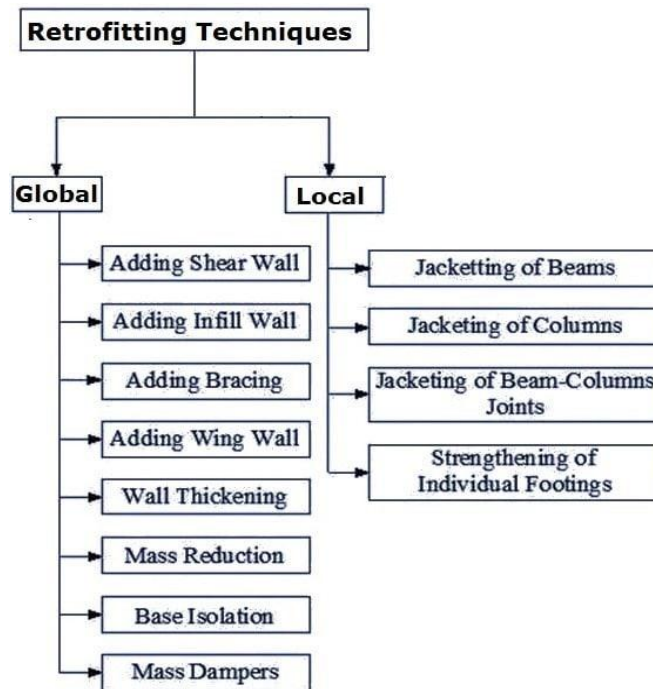 Retrofitting Techniques
Global
Local
Adding Shear Wall
Adding Infill Wall
Adding Bracing
Adding Wing Wall
Wall Thickening
Mass Reduction
Base Isolation
Mass Dampers
Jacketting of Beams
Jacketing of Columns
Jacketing of Beam-Columns
Joints
Strengthening of
Individual Footings